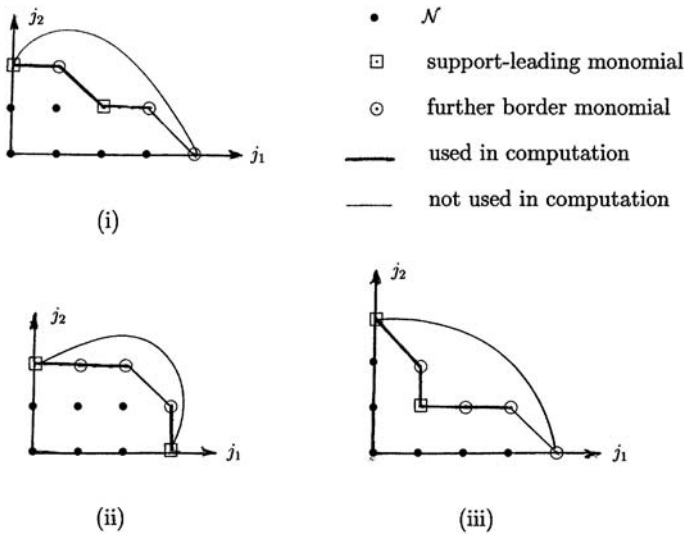 j₂
j₁
(i)
𝒩
support-leading monomial
further border monomial
used in computation
not used in computation
j₂
j₁
(ii)
j₂
j₁
(iii)